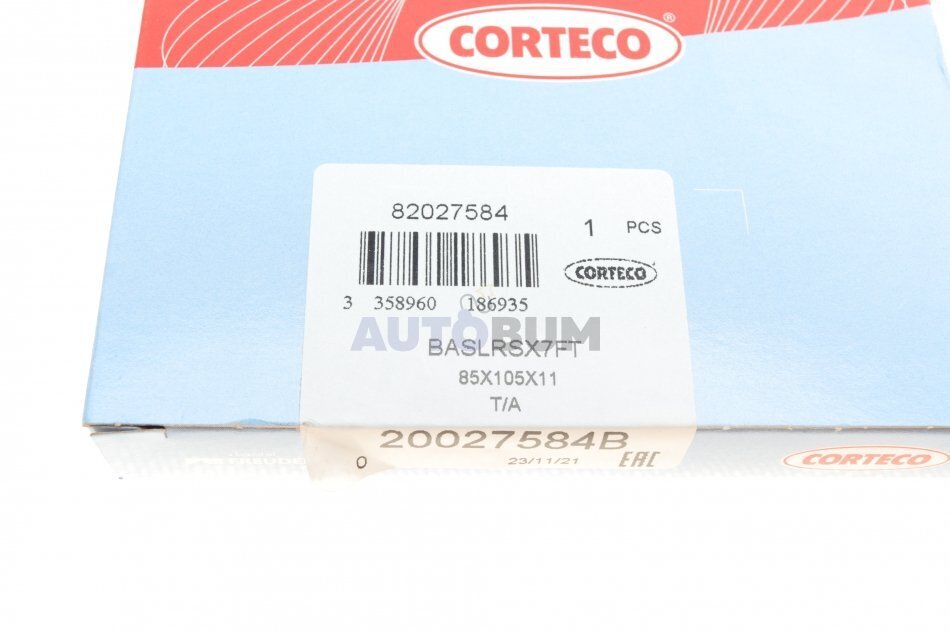 CORTECO®
82027584
1 PCS
CORTECO
3 358960 186935
AUTOBUM
BASLRSX7FT
85X105X11
T/A
20027584B
0 23/11/21 EAC
CORTECO